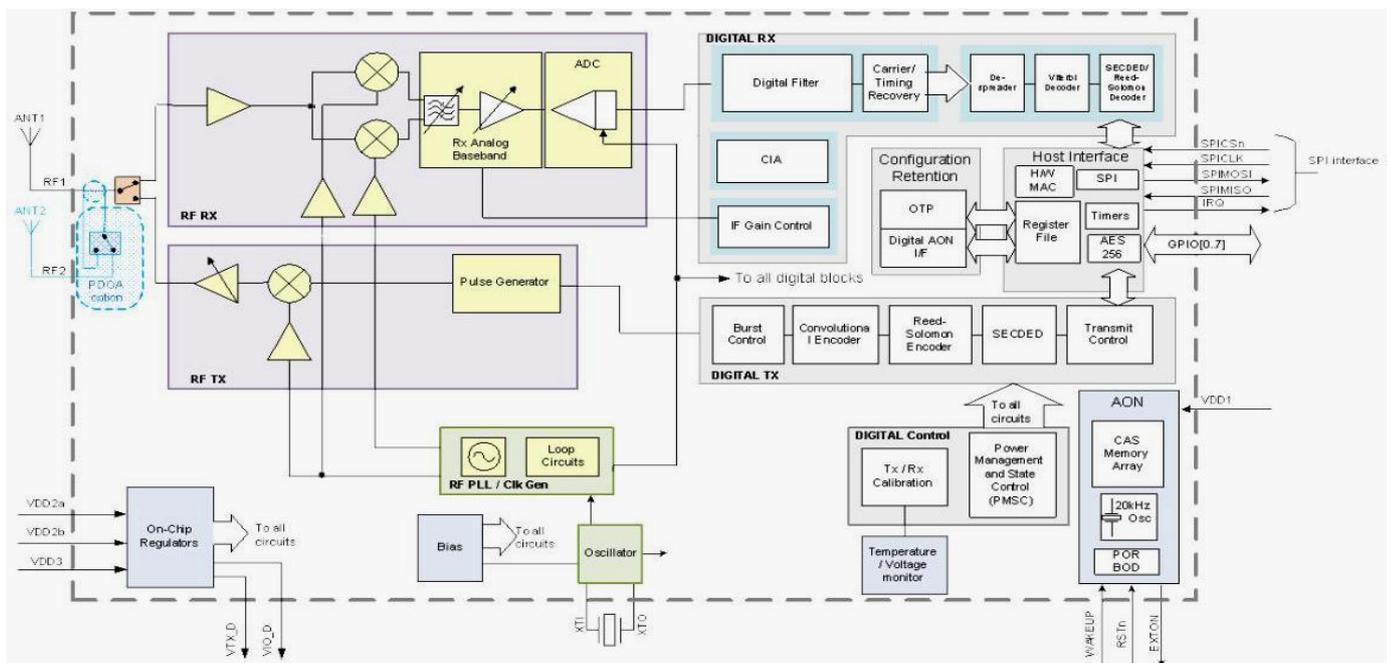 DIGITAL RX
ADC
Digital Filter
Carrier/
Timing
Recovery
De-
spreader
Viterbi
Decoder
SECDED/
Reed-
Solomon
Decoder
ANT1
RF1
ANT2
RF2
PDOA
option
Rx Analog
Baseband
RF RX
CIA
IF Gain Control
Configuration
Retention
OTP
Digital AON
I/F
Host Interface
H/W
MAC
SPI
Register
File
Timers
AES
256
SPICSn
SPICLK
SPIMOSI
SPIMISO
IRQ
SPI interface
GPIO[0..7]
To all digital blocks
Pulse Generator
RF TX
Burst
Control
Convolutiona
l Encoder
Reed-
Solomon
Encoder
SECDED
Transmit
Control
DIGITAL TX
To all
circuits
DIGITAL Control
Tx / Rx
Calibration
Power
Management
and State
Control
(PMSC)
Temperature
/ Voltage
monitor
AON
VDD1
CAS
Memory
Array
20kHz
Osc
POR
BOD
Loop
Circuits
RF PLL / Clk Gen
VDD2a
VDD2b
VDD3
On-Chip
Regulators
To all
circuits
Bias
To all
circuits
Oscillator
XTI
XTO
VTX_D
VIO_D
WAKEUP
RSTn
EXTON